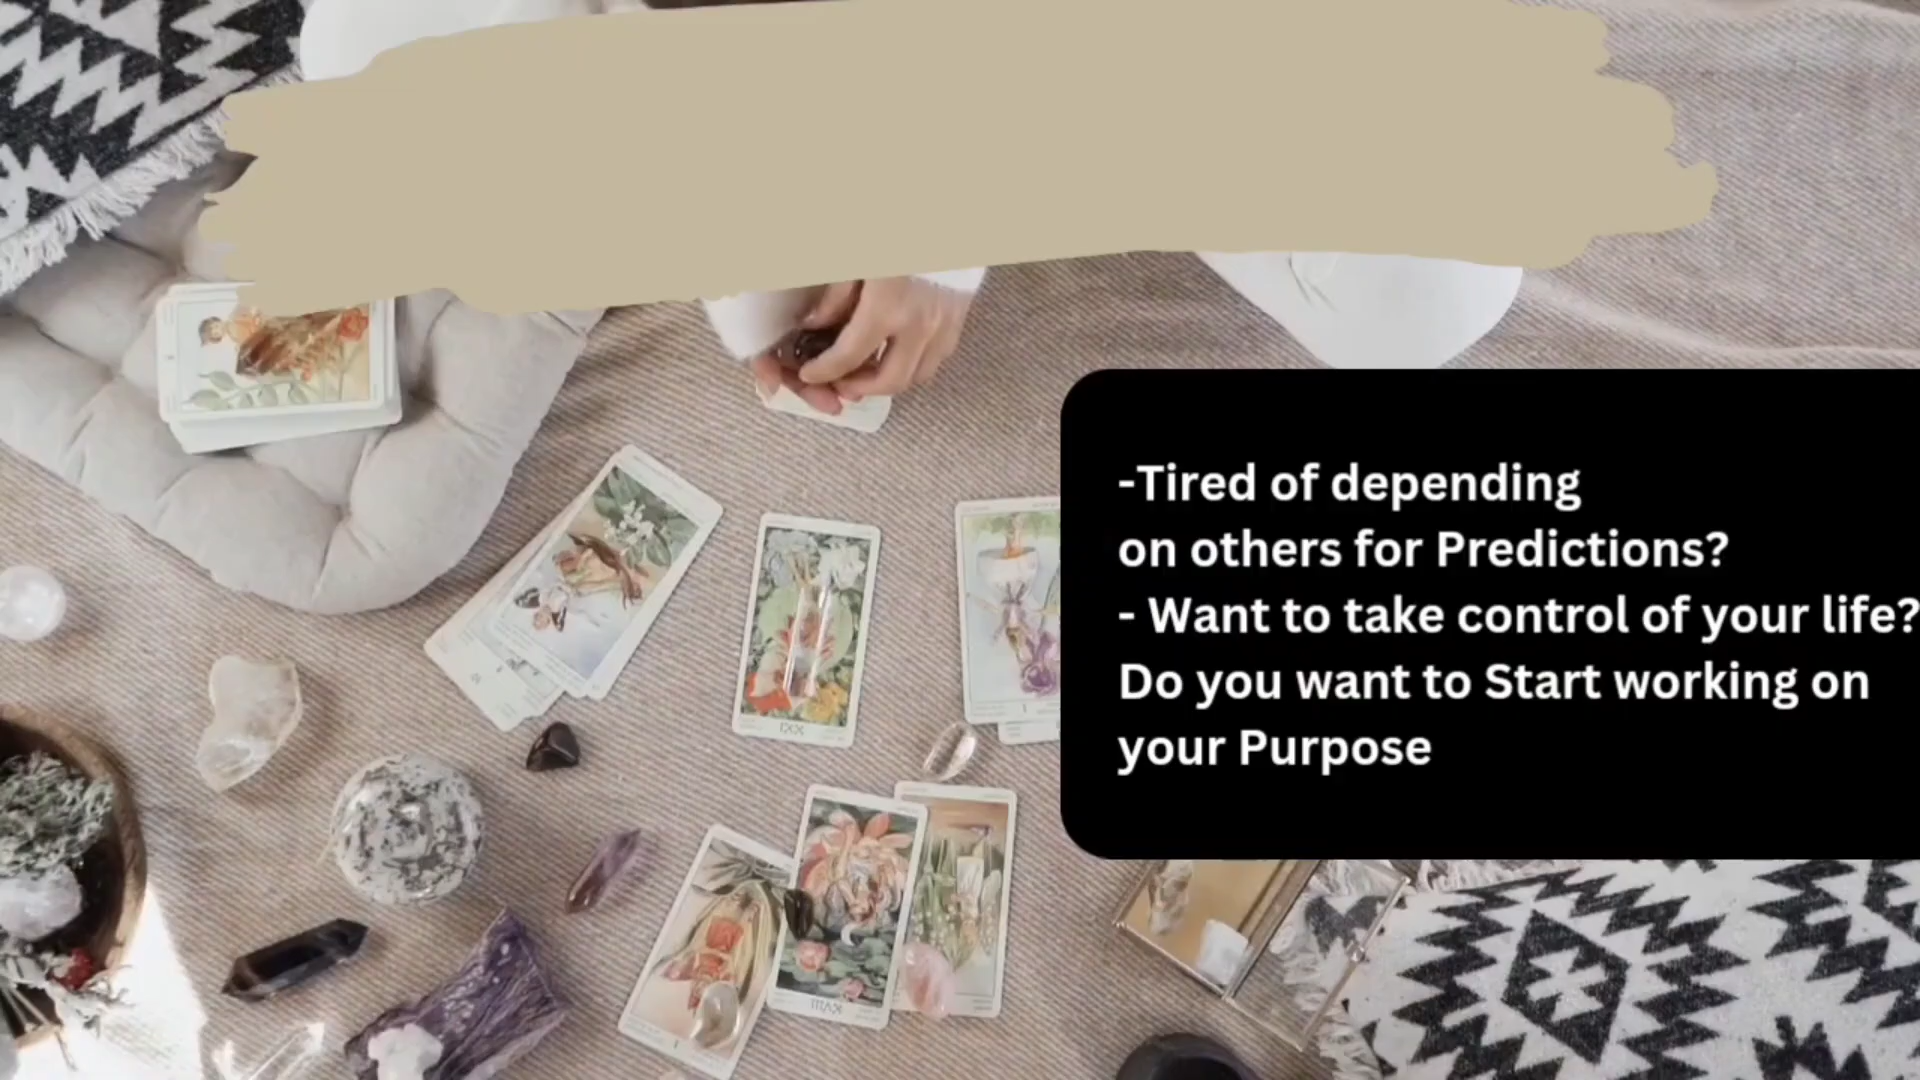 -Tired of depending
on others for Predictions?
- Want to take control of your life?
Do you want to Start working on
your Purpose